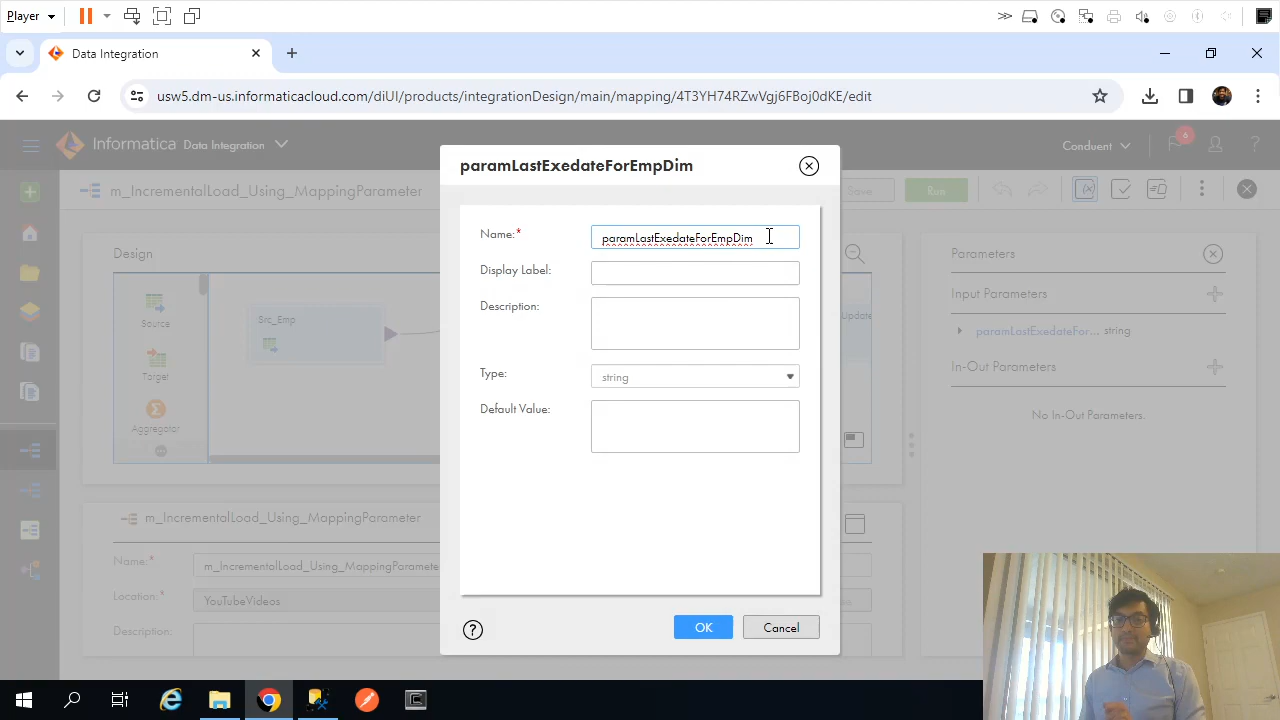 Player
Data Integration
usw5.dm-us.informaticacloud.com/diUI/products/integrationDesign/main/mapping/4T3YH74RZwVgj6FBoj0dKE/edit
Informatica Data Integration
Conduent
6
?
m_IncrementalLoad_Using_MappingParameter
Save
Run
paramLastExedateForEmpDim
Name:*
paramLastExedateForEmpDim
Display Label:
Description:
Type:
string
Default Value:
?
OK
Cancel
Design
Source
Target
Aggregator
Src_Emp
Update
Parameters
Input Parameters
paramLastExedateFor... string
In-Out Parameters
No In-Out Parameters.
m_IncrementalLoad_Using_MappingParameter
Name:*
m_IncrementalLoad_Using_MappingParamete
Location:*
YouTubeVideos
Description: